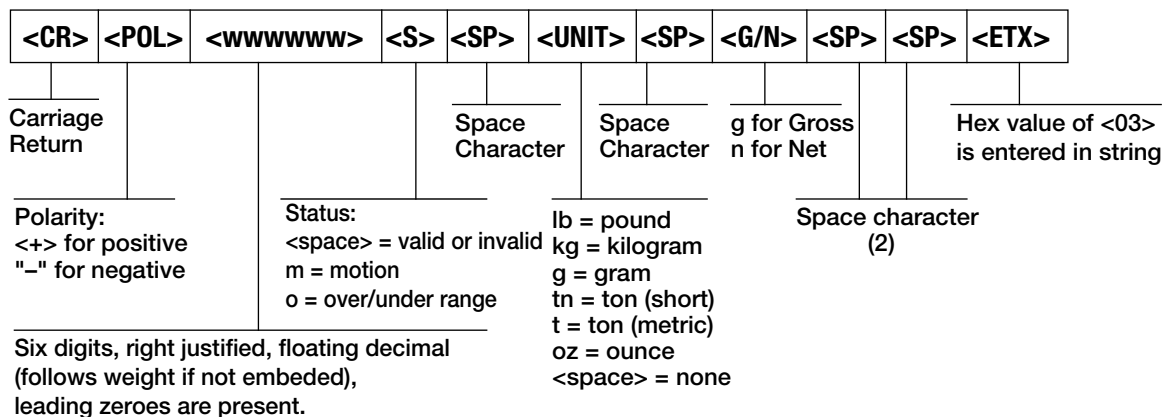 <CR> <POL> <wwwwww> <S> <SP> <UNIT> <SP> <G/N> <SP> <SP> <ETX>
Carriage
Return
Space
Character
Space
Character
g for Gross
n for Net
Hex value of <03>
is entered in string
Polarity:
<+> for positive
"–" for negative
Status:
<space> = valid or invalid
m = motion
o = over/under range
lb = pound
kg = kilogram
g = gram
tn = ton (short)
t = ton (metric)
oz = ounce
<space> = none
Space character
(2)
Six digits, right justified, floating decimal
(follows weight if not embeded),
leading zeroes are present.